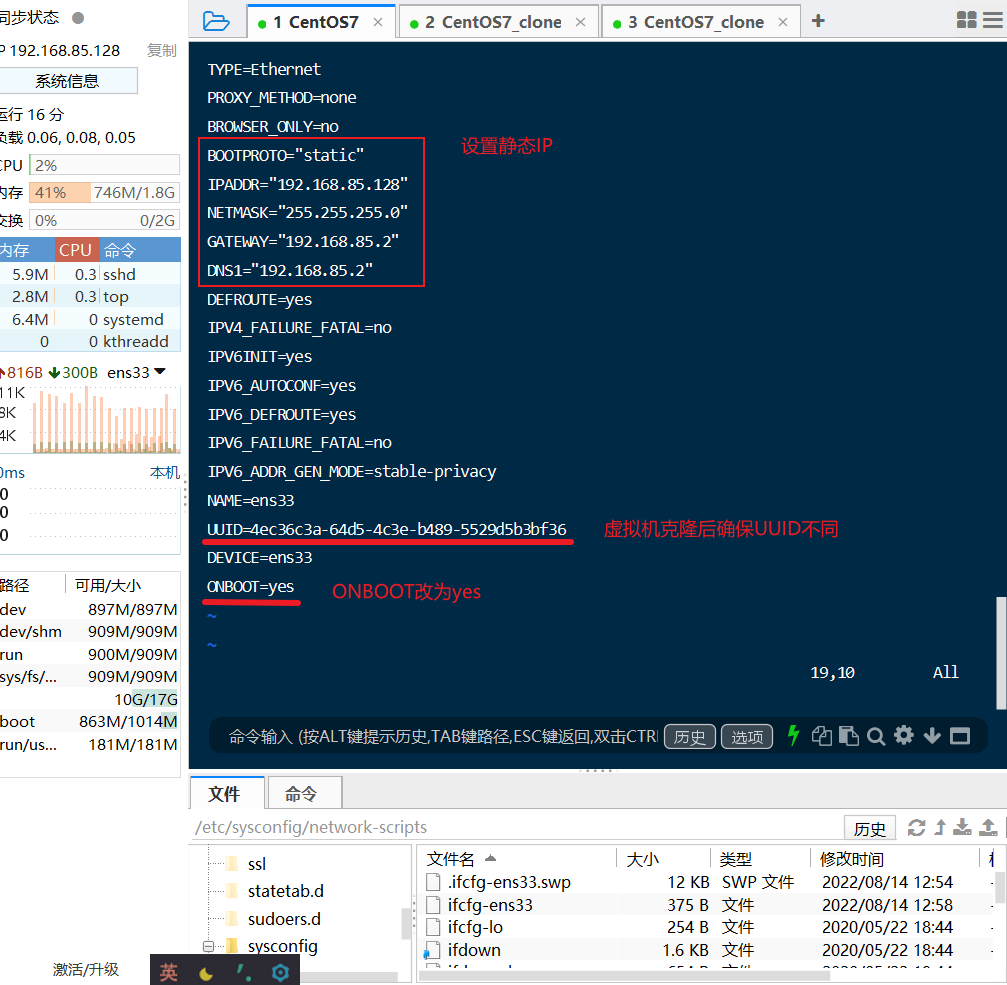 同步状态
1 CentOS7
2 CentOS7_clone
3 CentOS7_clone
P 192.168.85.128 复制
系统信息
运行 16 分
负载 0.06, 0.08, 0.05
CPU 2%
内存 41% 746M/1.8G
交换 0% 0/2G
内存 CPU 命令
5.9M 0.3 sshd
2.8M 0.3 top
6.4M 0 systemd
0 0 kthreadd
816B 300B ens33
11K
8K
4K
0ms 本机
0
0
0
路径 可用/大小
dev 897M/897M
dev/shm 909M/909M
run 900M/909M
sys/fs/... 909M/909M
10G/17G
boot 863M/1014M
run/us... 181M/181M
激活/升级
TYPE=Ethernet
PROXY_METHOD=none
BROWSER_ONLY=no
BOOTPROTO="static"
设置静态IP
IPADDR="192.168.85.128"
NETMASK="255.255.255.0"
GATEWAY="192.168.85.2"
DNS1="192.168.85.2"
DEFROUTE=yes
IPV4_FAILURE_FATAL=no
IPV6INIT=yes
IPV6_AUTOCONF=yes
IPV6_DEFROUTE=yes
IPV6_FAILURE_FATAL=no
IPV6_ADDR_GEN_MODE=stable-privacy
NAME=ens33
UUID=4ec36c3a-64d5-4c3e-b489-5529d5b3bf36
虚拟机克隆后确保UUID不同
DEVICE=ens33
ONBOOT=yes
ONBOOT改为yes
~
~
19,10 All
命令输入 (按ALT键提示历史,TAB键路径,ESC键返回,双击CTRL 历史 选项
文件 命令
/etc/sysconfig/network-scripts 历史
ssl
statetab.d
sudoers.d
sysconfig
文件名 大小 类型 修改时间
.ifcfg-ens33.swp 12 KB SWP 文件 2022/08/14 12:54
ifcfg-ens33 375 B 文件 2022/08/14 12:58
ifcfg-lo 254 B 文件 2020/05/22 18:44
ifdown 1.6 KB 文件 2020/05/22 18:44
英